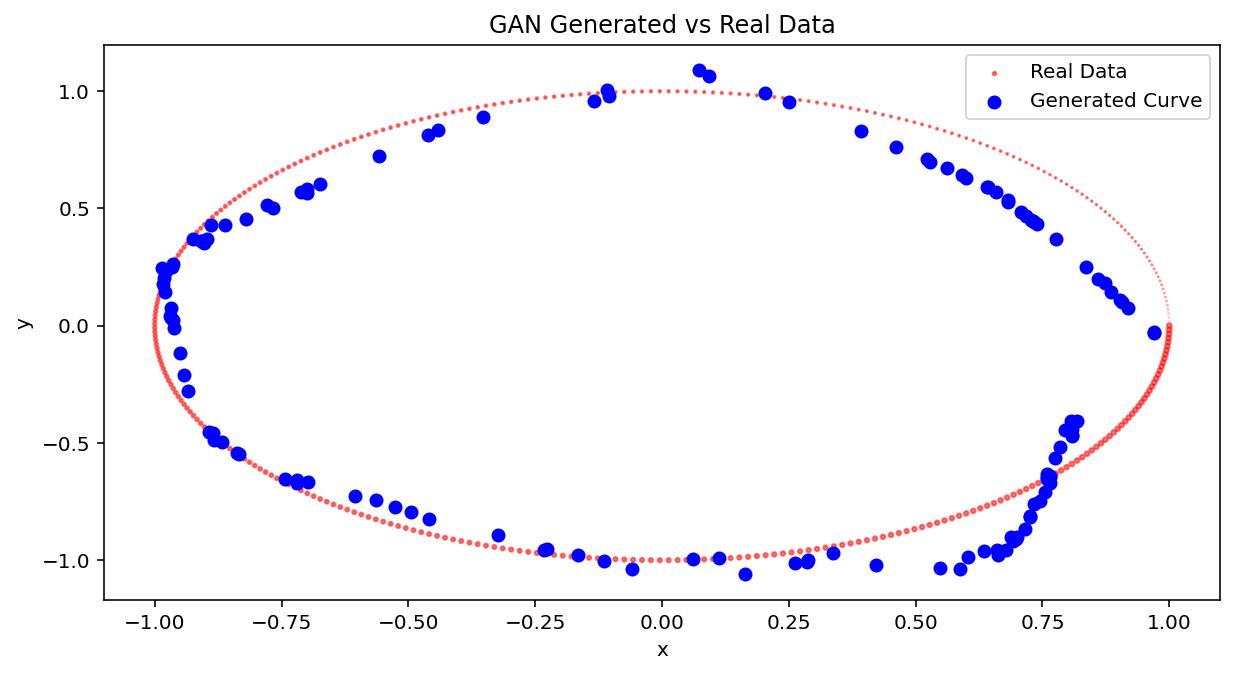 GAN Generated vs Real Data
Real Data
Generated Curve
1.0
0.5
0.0
−0.5
−1.0
y
−1.00 −0.75 −0.50 −0.25 0.00 0.25 0.50 0.75 1.00
x